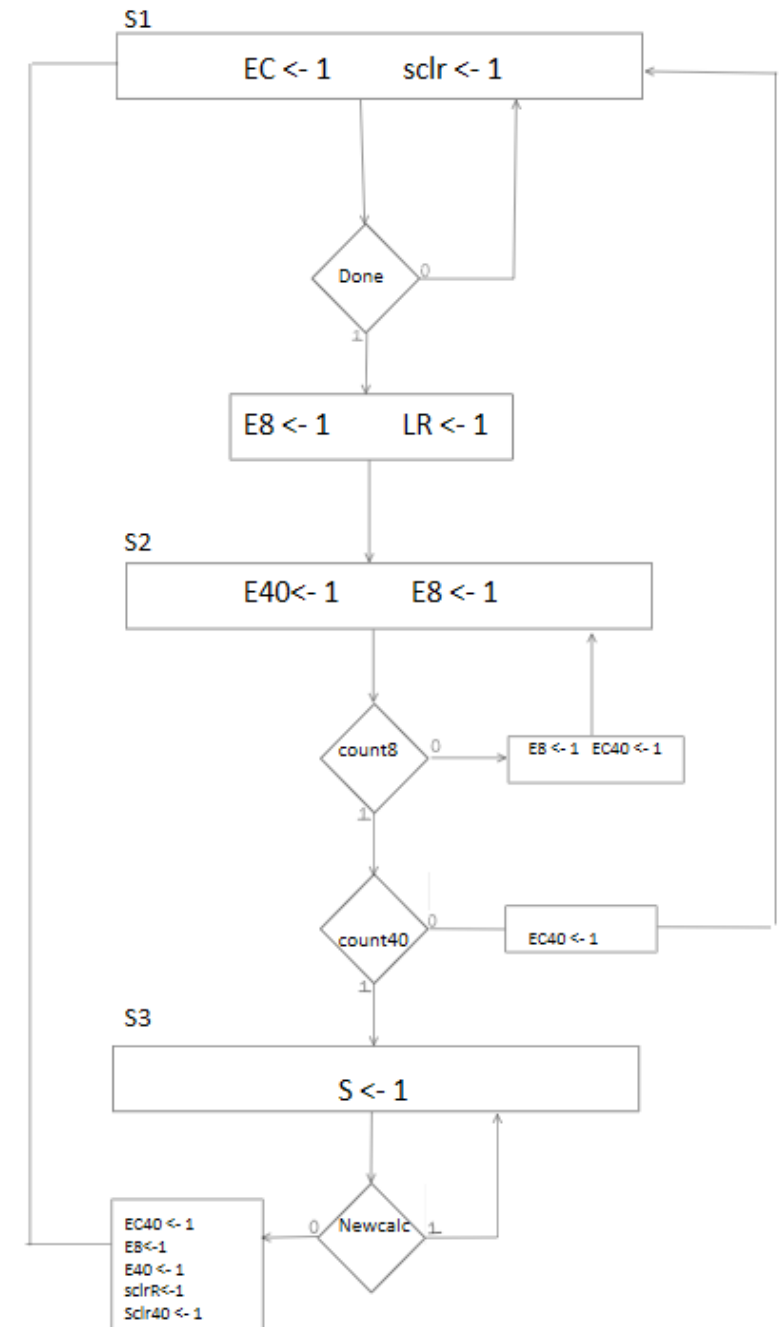 S1
EC <- 1 sclr <- 1
Done
0
1
E8 <- 1 LR <- 1
S2
E40<- 1 E8 <- 1
count8
0
E8 <- 1 EC40 <- 1
1
count40
0
EC40 <- 1
1
S3
S <- 1
Newcalc
0
1
EC40 <- 1
E8<-1
E40 <- 1
sclrR<-1
Sclr40 <- 1